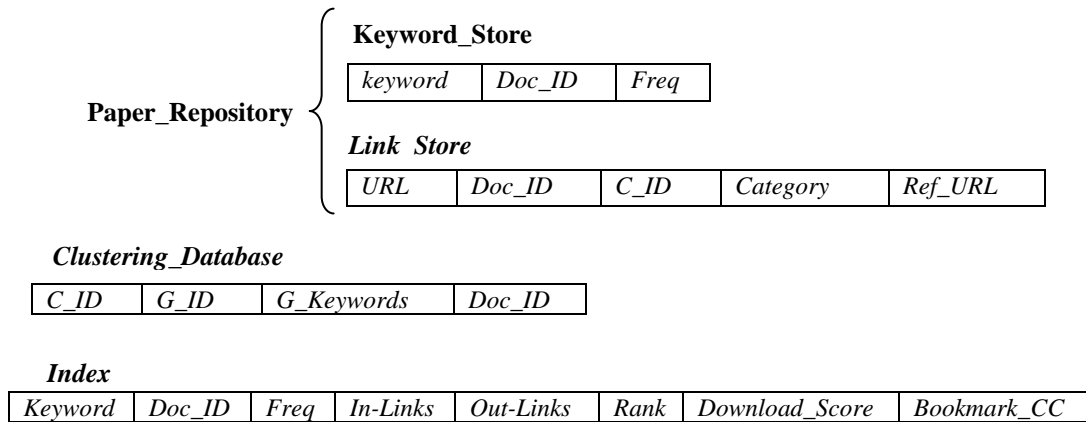 Keyword_Store
keyword Doc_ID Freq
Paper_Repository
Link Store
URL Doc_ID C_ID Category Ref_URL
Clustering_Database
C_ID G_ID G_Keywords Doc_ID
Index
Keyword Doc_ID Freq In-Links Out-Links Rank Download_Score Bookmark_CC